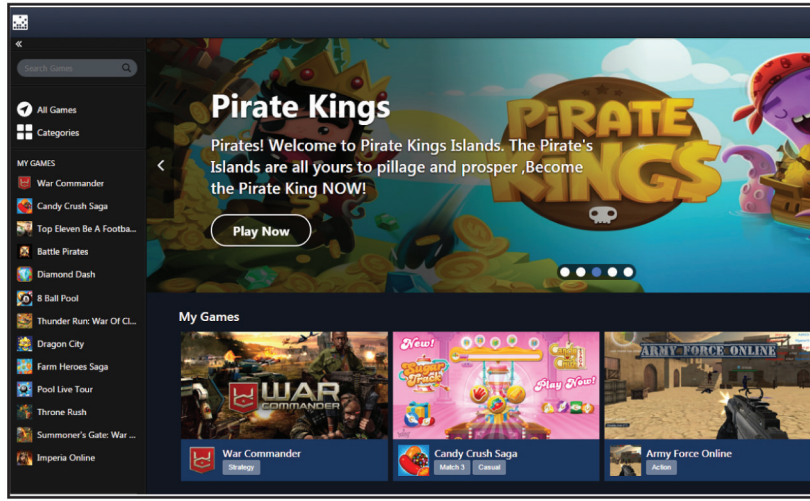 Search Games
All Games
Categories
MY GAMES
War Commander
Candy Crush Saga
Top Eleven Be A Footba...
Battle Pirates
Diamond Dash
8 Ball Pool
Thunder Run: War Of Cl...
Dragon City
Farm Heroes Saga
Pool Live Tour
Throne Rush
Summoner's Gate: War ...
Imperia Online
Pirate Kings
Pirates! Welcome to Pirate Kings Islands. The Pirate's
Islands are all yours to pillage and prosper ,Become
the Pirate King NOW!
Play Now
PiRATE
KINGS
My Games
WAR
COMMANDER
War Commander
Strategy
New!
Sugar
Track
Play Now!
Candy Crush Saga
Match 3 Casual
ARMY FORCE ONLINE
Army Force Online
Action